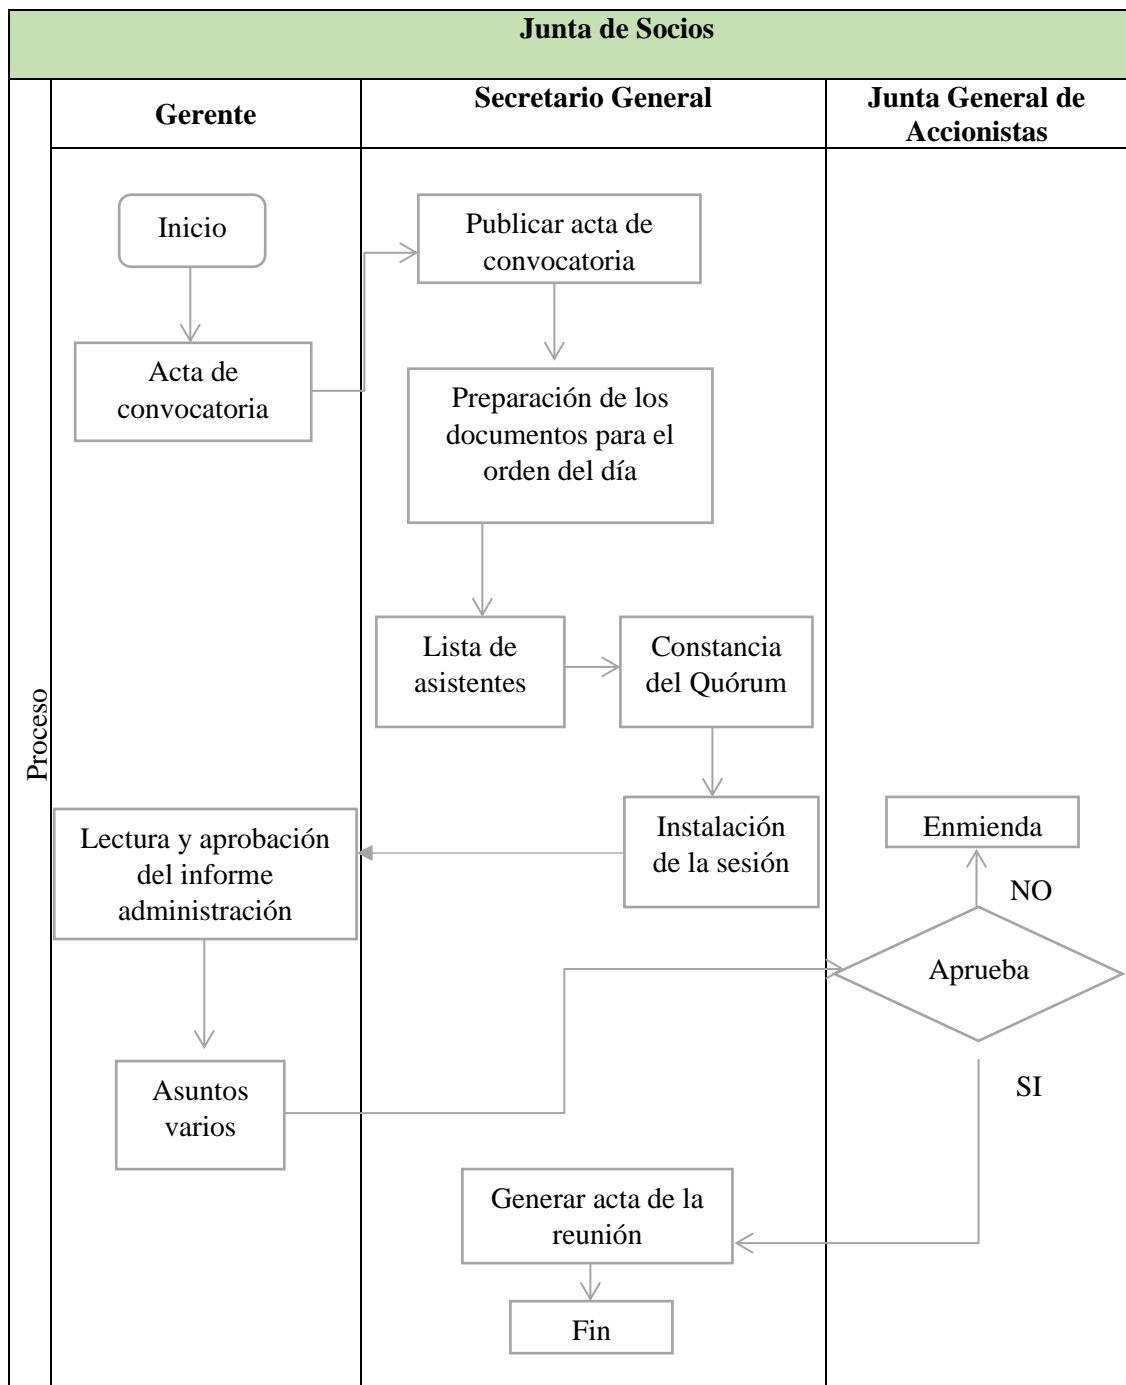 Junta de Socios
Gerente
Secretario General
Junta General de
Accionistas
Proceso
Inicio
Publicar acta de
convocatoria
Acta de
convocatoria
Preparación de los
documentos para el
orden del día
Lista de
asistentes
Constancia
del Quórum
Instalación
de la sesión
Lectura y aprobación
del informe
administración
Enmienda
NO
Aprueba
Asuntos
varios
SI
Generar acta de la
reunión
Fin